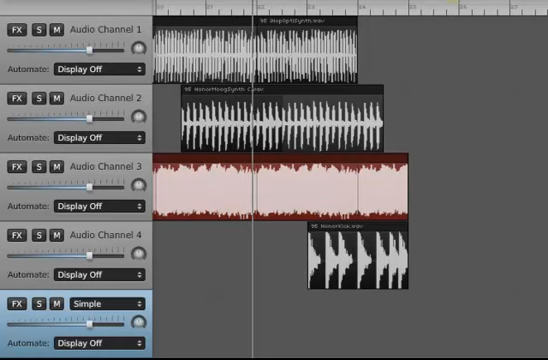 FX S M Audio Channel 1
Automate: Display Off
FX S M Audio Channel 2
Automate: Display Off
FX S M Audio Channel 3
Automate: Display Off
FX S M Audio Channel 4
Automate: Display Off
FX S M Simple
Automate: Display Off